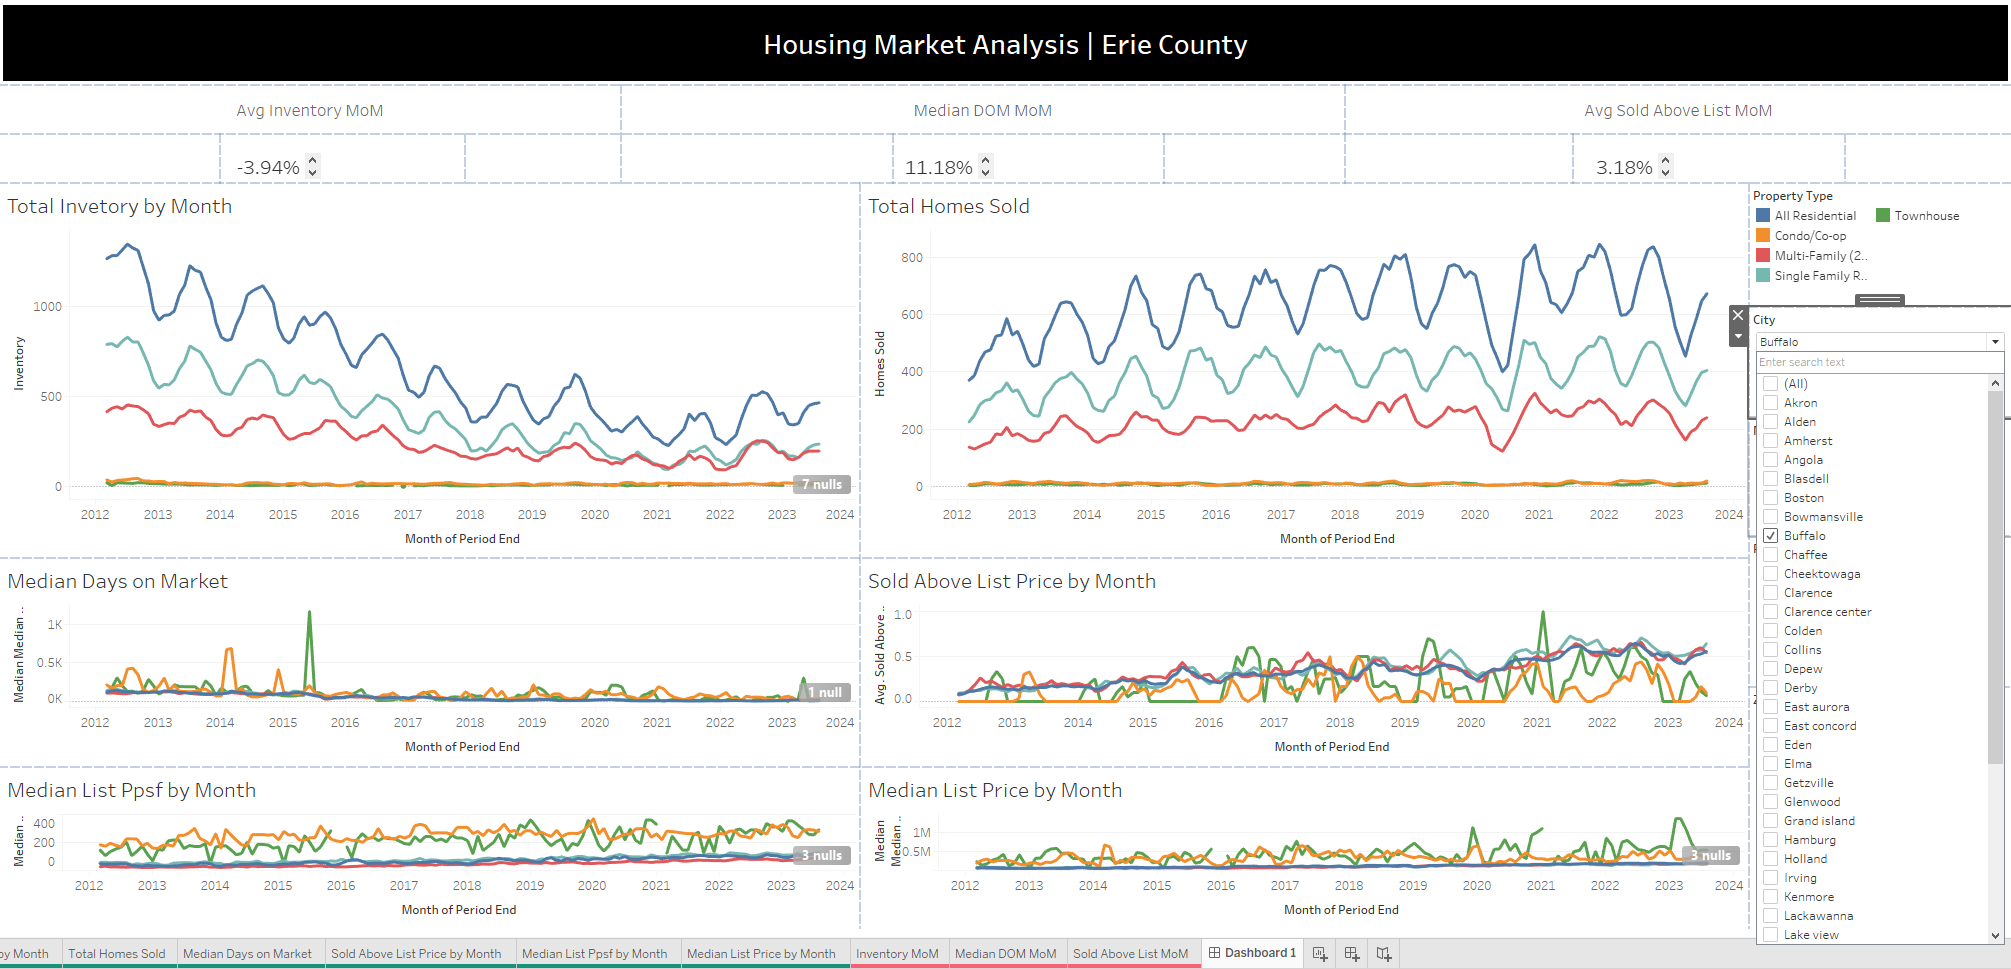 Housing Market Analysis | Erie County
Avg Inventory MoM
Median DOM MoM
Avg Sold Above List MoM
-3.94%
11.18%
3.18%
Total Invetory by Month
Inventory
1000
500
0
7 nulls
2012 2013 2014 2015 2016 2017 2018 2019 2020 2021 2022 2023 2024
Month of Period End
Total Homes Sold
Homes Sold
800
600
400
200
0
2012 2013 2014 2015 2016 2017 2018 2019 2020 2021 2022 2023 2024
Month of Period End
Property Type
All Residential
Townhouse
Condo/Co-op
Multi-Family (2..
Single Family R..
City
Buffalo
Enter search text
(All)
Akron
Alden
Amherst
Angola
Blasdell
Boston
Bowmansville
Buffalo
Chaffee
Cheektowaga
Clarence
Clarence center
Colden
Collins
Depew
Derby
East aurora
East concord
Eden
Elma
Getzville
Glenwood
Grand island
Hamburg
Holland
Irving
Kenmore
Lackawanna
Lake view
Median Days on Market
Median Median ..
1K
0.5K
0K
1 null
2012 2013 2014 2015 2016 2017 2018 2019 2020 2021 2022 2023 2024
Month of Period End
Sold Above List Price by Month
Avg. Sold Above ..
1.0
0.5
0.0
2012 2013 2014 2015 2016 2017 2018 2019 2020 2021 2022 2023 2024
Month of Period End
Median List Ppsf by Month
Median ..
400
200
0
3 nulls
2012 2013 2014 2015 2016 2017 2018 2019 2020 2021 2022 2023 2024
Month of Period End
Median List Price by Month
Median
Median ..
1M
0.5M
3 nulls
2012 2013 2014 2015 2016 2017 2018 2019 2020 2021 2022 2023 2024
Month of Period End
by Month
Total Homes Sold
Median Days on Market
Sold Above List Price by Month
Median List Ppsf by Month
Median List Price by Month
Inventory MoM
Median DOM MoM
Sold Above List MoM
Dashboard 1